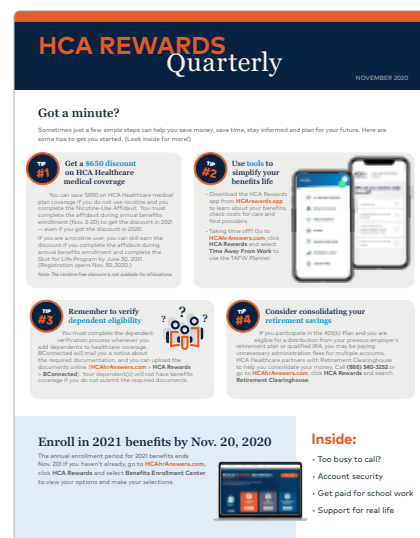 HCA REWARDS
Quarterly
NOVEMBER 2020
Got a minute?
Sometimes just a few simple steps can help you save money, save time, stay informed and plan for your future. Here are
some tips to get you started. (Look inside for more!)
TIP
#1
Get a $650 discount
on HCA Healthcare
medical coverage
You can save $650 on HCA Healthcare medical
plan coverage if you do not use nicotine and you
complete the Nicotine-Use Affidavit. You must
complete the affidavit during annual benefits
enrollment (Nov. 2-20) to get the discount in 2021
— even if you got the discount in 2020.
If you are a nicotine user, you can still earn the
discount if you complete the affidavit during
annual benefits enrollment and complete the
Quit for Life Program by June 30, 2021.
(Registration opens Nov. 30, 2020.)
Note: The nicotine-free discount is not available for all locations.
TIP
#2
Use tools to
simplify your
benefits life
• Download the HCA Rewards
app from HCArewards.app
to learn about your benefits,
check costs for care and
find providers.
• Taking time off? Go to
HCAhrAnswers.com, click
HCA Rewards and select
Time Away From Work to
use the TAFW Planner.
TIP
#3
Remember to verify
dependent eligibility
You must complete the dependent
verification process whenever you
add dependents to healthcare coverage.
BConnected will mail you a notice about
the required documentation, and you can upload the
documents online (HCAhrAnswers.com > HCA Rewards
> BConnected). Your dependent(s) will not have benefits
coverage if you do not submit the required documents.
? ? ?
TIP
#4
Consider consolidating your
retirement savings
If you participate in the 401(k) Plan and you are
eligible for a distribution from your previous employer's
retirement plan or qualified IRA, you may be paying
unnecessary administration fees for multiple accounts.
HCA Healthcare partners with Retirement Clearinghouse
to help you consolidate your money. Call (866) 340-3252 or
go to HCAhrAnswers.com, click HCA Rewards and search
Retirement Clearinghouse.
Enroll in 2021 benefits by Nov. 20, 2020
The annual enrollment period for 2021 benefits ends
Nov. 20! If you haven't already, go to HCAhrAnswers.com,
click HCA Rewards and select Benefits Enrollment Center
to view your options and make your selections.
Inside:
• Too busy to call?
• Account security
• Get paid for school work
• Support for real life